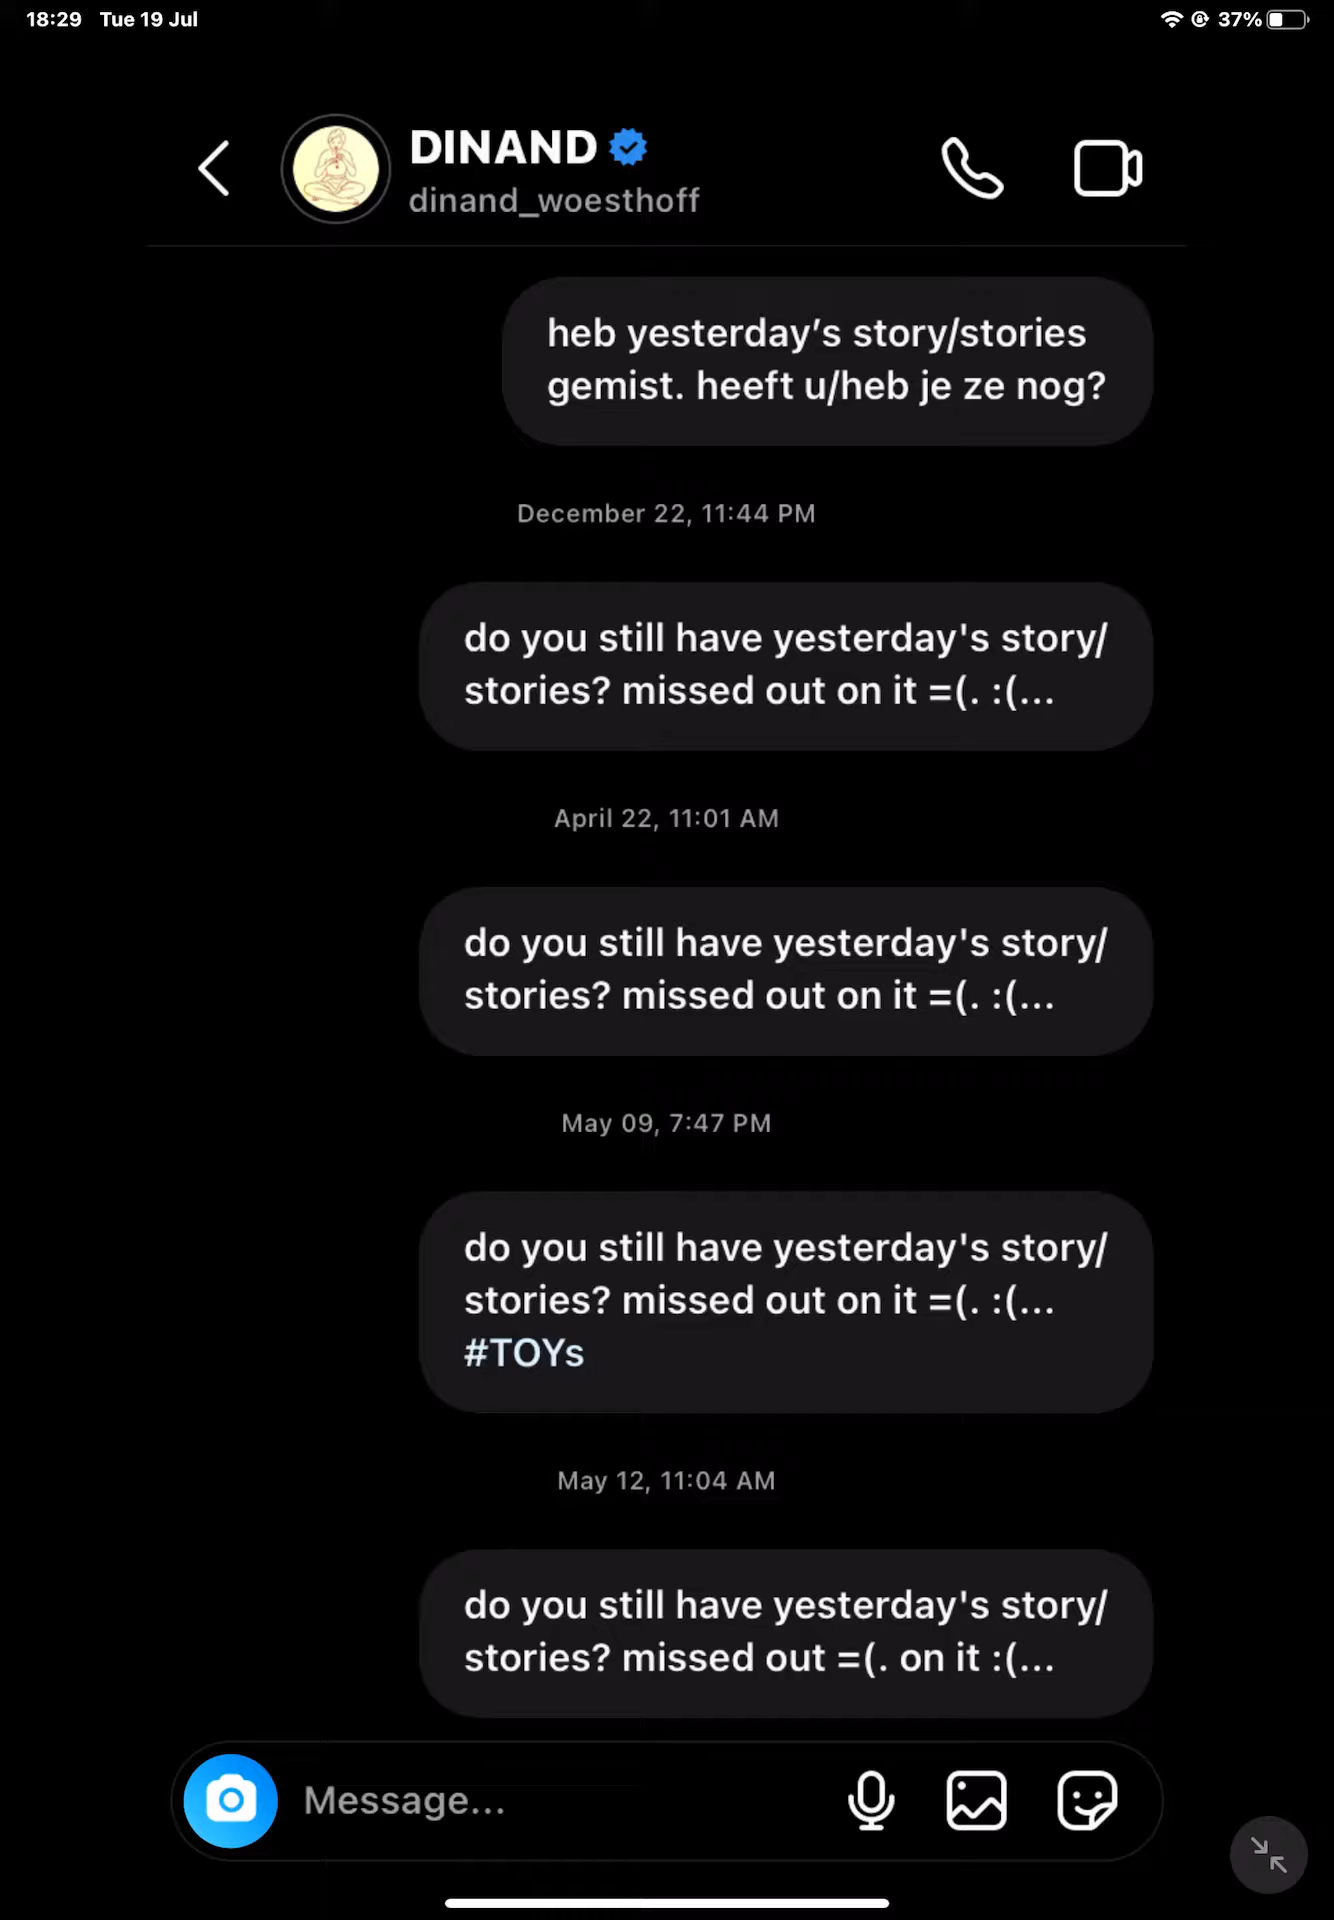 18:29 Tue 19 Jul 37%
DINAND
dinand_woesthoff
heb yesterday’s story/stories
gemist. heeft u/heb je ze nog?
December 22, 11:44 PM
do you still have yesterday's story/
stories? missed out on it =(. :(...
April 22, 11:01 AM
do you still have yesterday's story/
stories? missed out on it =(. :(...
May 09, 7:47 PM
do you still have yesterday's story/
stories? missed out on it =(. :(...
#TOYs
May 12, 11:04 AM
do you still have yesterday's story/
stories? missed out =(. on it :(...
Message...